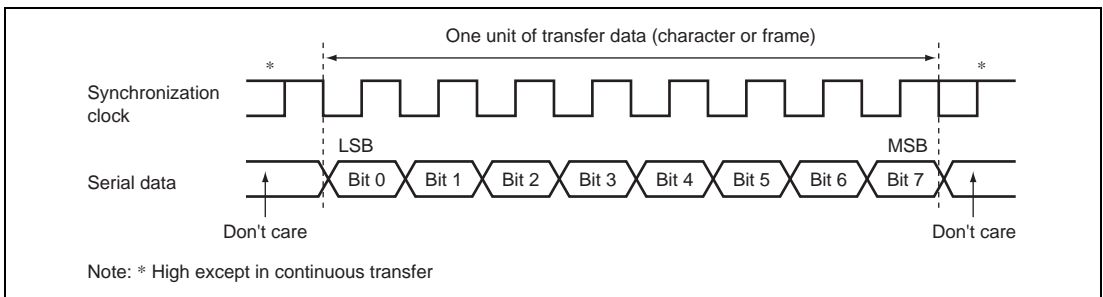 One unit of transfer data (character or frame)
* *
Synchronization
clock
LSB MSB
Serial data Bit 0 Bit 1 Bit 2 Bit 3 Bit 4 Bit 5 Bit 6 Bit 7
Don't care Don't care
Note: * High except in continuous transfer